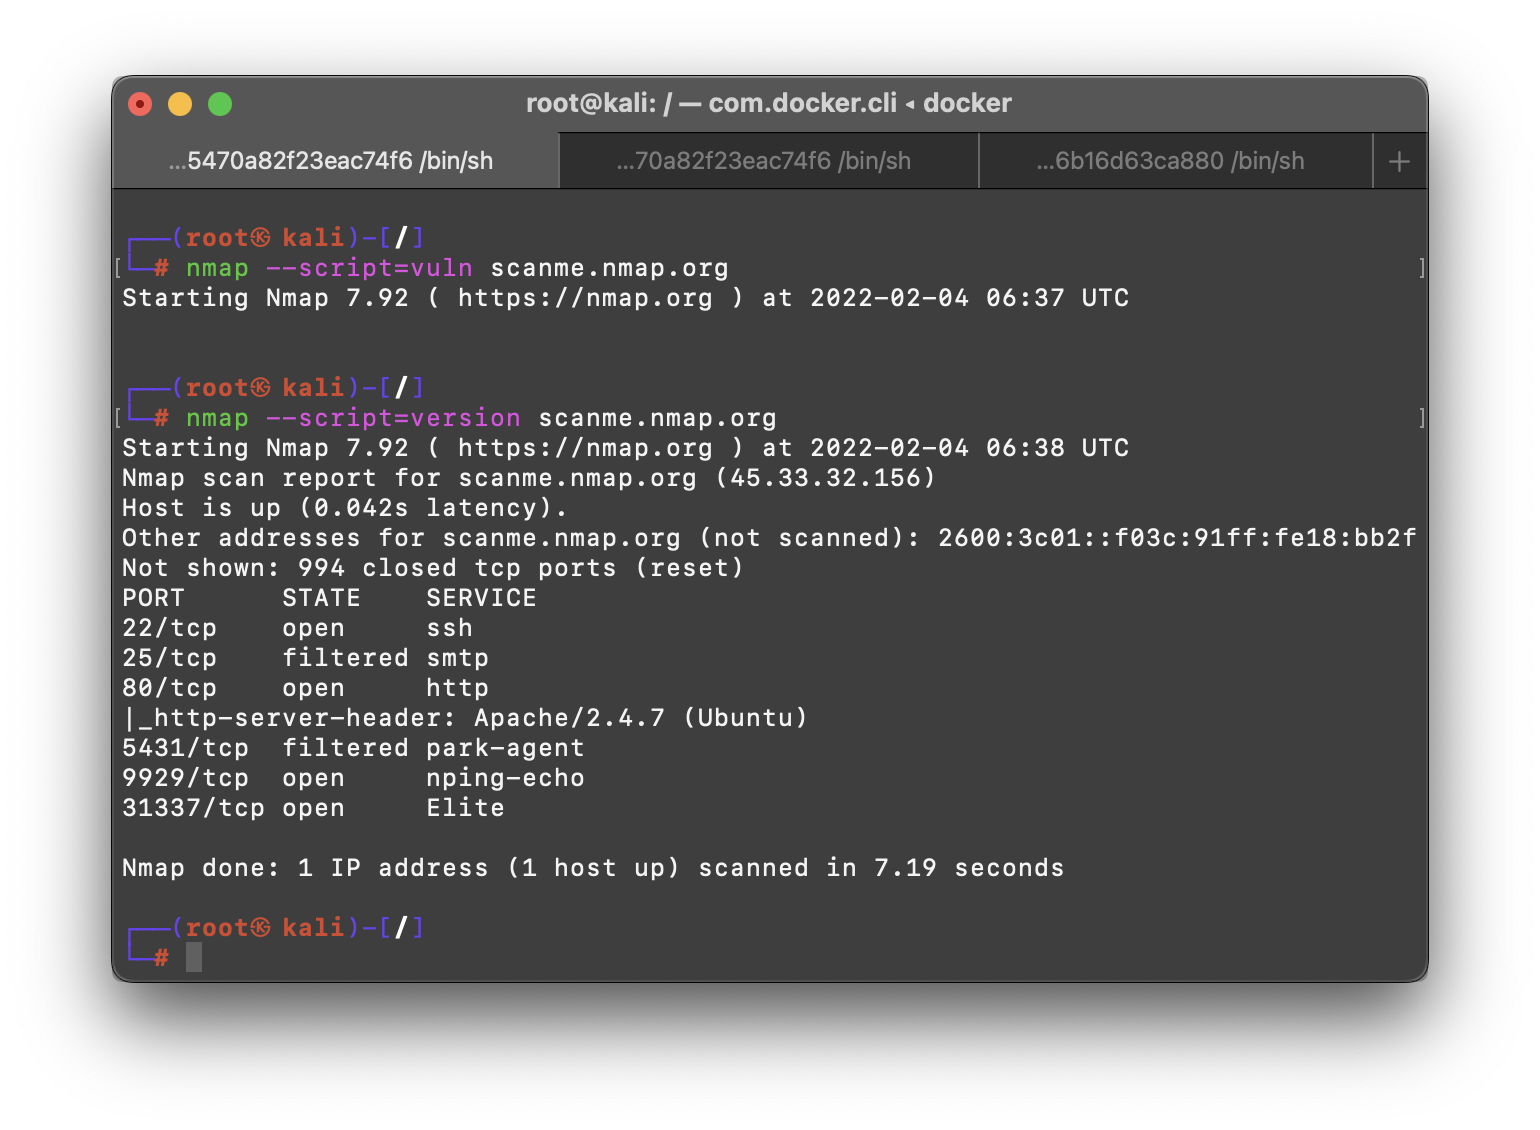 root@kali: / — com.docker.cli ◂ docker
...5470a82f23eac74f6 /bin/sh
...70a82f23eac74f6 /bin/sh
...6b16d63ca880 /bin/sh
+
┌──(root㉿ kali)-[/]
[└─# nmap --script=vuln scanme.nmap.org ]
Starting Nmap 7.92 ( https://nmap.org ) at 2022-02-04 06:37 UTC
┌──(root㉿ kali)-[/]
[└─# nmap --script=version scanme.nmap.org ]
Starting Nmap 7.92 ( https://nmap.org ) at 2022-02-04 06:38 UTC
Nmap scan report for scanme.nmap.org (45.33.32.156)
Host is up (0.042s latency).
Other addresses for scanme.nmap.org (not scanned): 2600:3c01::f03c:91ff:fe18:bb2f
Not shown: 994 closed tcp ports (reset)
PORT      STATE    SERVICE
22/tcp    open     ssh
25/tcp    filtered smtp
80/tcp    open     http
|_http-server-header: Apache/2.4.7 (Ubuntu)
5431/tcp  filtered park-agent
9929/tcp  open     nping-echo
31337/tcp open     Elite
Nmap done: 1 IP address (1 host up) scanned in 7.19 seconds
┌──(root㉿ kali)-[/]
└─#